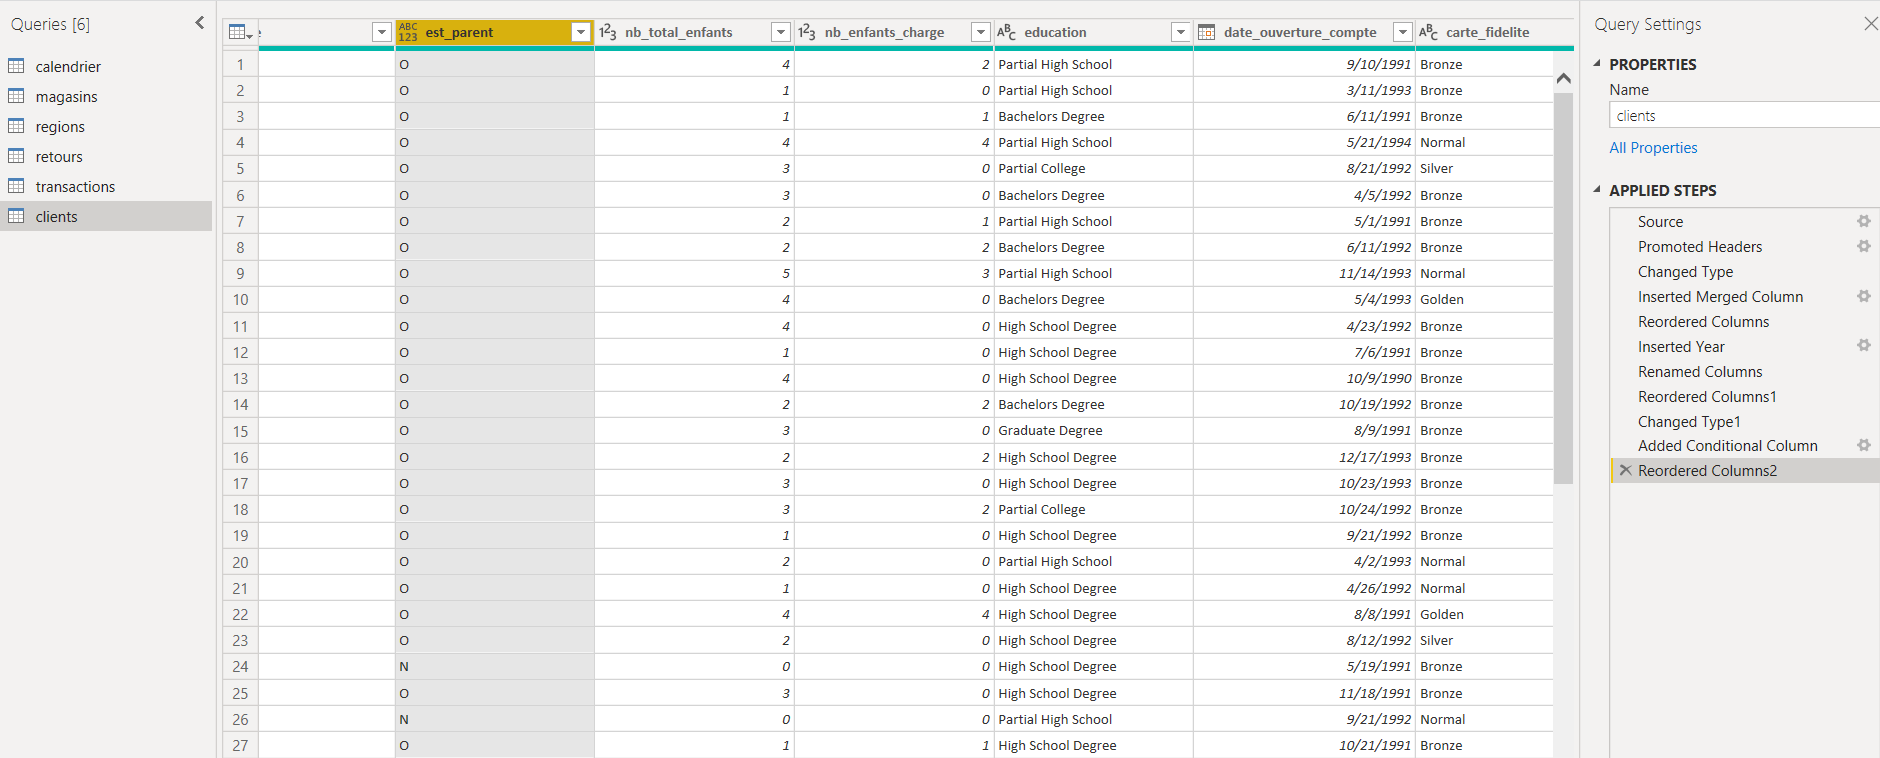 Queries [6]
calendrier
magasins
regions
retours
transactions
clients
ABC 123 est_parent 123 nb_total_enfants 123 nb_enfants_charge ABC education date_ouverture_compte ABC carte_fidelite
1 O 4 2 Partial High School 9/10/1991 Bronze
2 O 1 0 Partial High School 3/11/1993 Bronze
3 O 1 1 Bachelors Degree 6/11/1991 Bronze
4 O 4 4 Partial High School 5/21/1994 Normal
5 O 3 0 Partial College 8/21/1992 Silver
6 O 3 0 Bachelors Degree 4/5/1992 Bronze
7 O 2 1 Partial High School 5/1/1991 Bronze
8 O 2 2 Bachelors Degree 6/11/1992 Bronze
9 O 5 3 Partial High School 11/14/1993 Normal
10 O 4 0 Bachelors Degree 5/4/1993 Golden
11 O 4 0 High School Degree 4/23/1992 Bronze
12 O 1 0 High School Degree 7/6/1991 Bronze
13 O 4 0 High School Degree 10/9/1990 Bronze
14 O 2 2 Bachelors Degree 10/19/1992 Bronze
15 O 3 0 Graduate Degree 8/9/1991 Bronze
16 O 2 2 High School Degree 12/17/1993 Bronze
17 O 3 0 High School Degree 10/23/1993 Bronze
18 O 3 2 Partial College 10/24/1992 Bronze
19 O 1 0 High School Degree 9/21/1992 Bronze
20 O 2 0 Partial High School 4/2/1993 Normal
21 O 1 0 High School Degree 4/26/1992 Normal
22 O 4 4 High School Degree 8/8/1991 Golden
23 O 2 0 High School Degree 8/12/1992 Silver
24 N 0 0 High School Degree 5/19/1991 Bronze
25 O 3 0 High School Degree 11/18/1991 Bronze
26 N 0 0 Partial High School 9/21/1992 Normal
27 O 1 1 High School Degree 10/21/1991 Bronze
Query Settings
PROPERTIES
Name
clients
All Properties
APPLIED STEPS
Source
Promoted Headers
Changed Type
Inserted Merged Column
Reordered Columns
Inserted Year
Renamed Columns
Reordered Columns1
Changed Type1
Added Conditional Column
Reordered Columns2